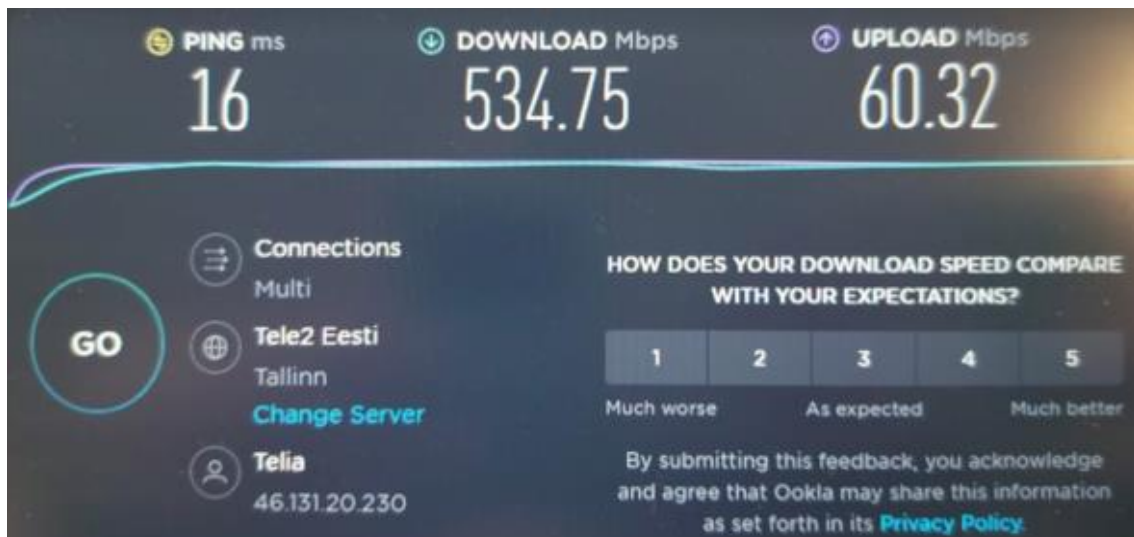 PING ms
16
DOWNLOAD Mbps
534.75
UPLOAD Mbps
60.32
GO
Connections
Multi
Tele2 Eesti
Tallinn
Change Server
Telia
46.131.20.230
HOW DOES YOUR DOWNLOAD SPEED COMPARE
WITH YOUR EXPECTATIONS?
1 2 3 4 5
Much worse As expected Much better
By submitting this feedback, you acknowledge
and agree that Ookla may share this information
as set forth in its Privacy Policy.